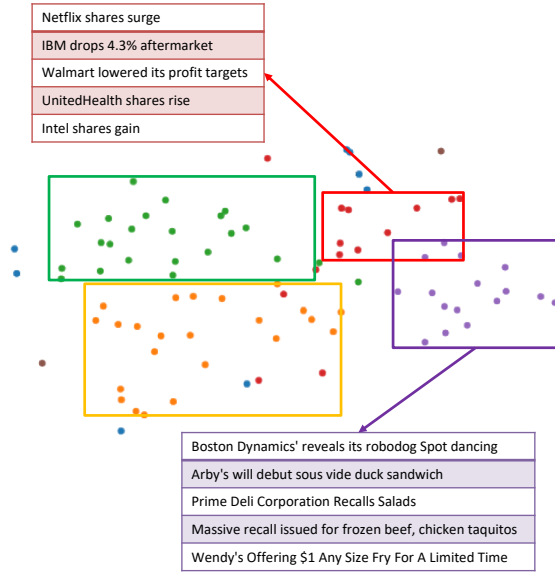 Netflix shares surge
IBM drops 4.3% aftermarket
Walmart lowered its profit targets
UnitedHealth shares rise
Intel shares gain
Boston Dynamics' reveals its robodog Spot dancing
Arby's will debut sous vide duck sandwich
Prime Deli Corporation Recalls Salads
Massive recall issued for frozen beef, chicken taquitos
Wendy's Offering $1 Any Size Fry For A Limited Time